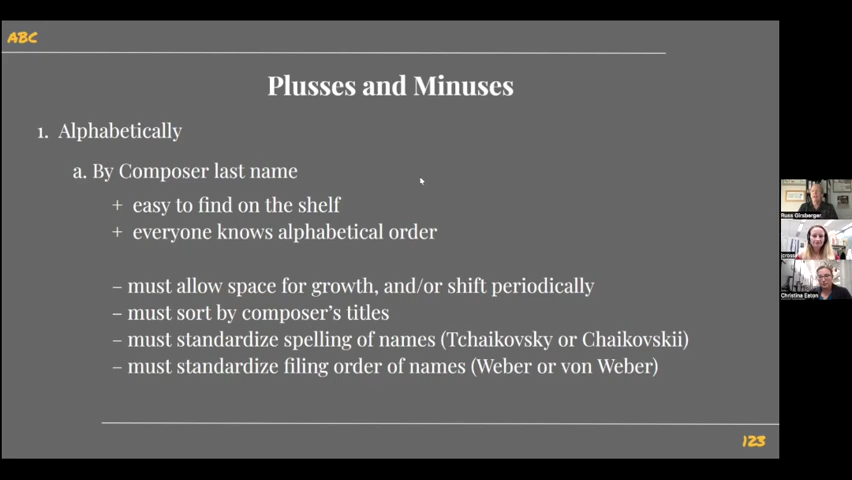 ABC
Plusses and Minuses
1. Alphabetically
a. By Composer last name
+ easy to find on the shelf
+ everyone knows alphabetical order
– must allow space for growth, and/or shift periodically
– must sort by composer's titles
– must standardize spelling of names (Tchaikovsky or Chaikovskii)
– must standardize filing order of names (Weber or von Weber)
123
Russ Girsberger
jcross
Christina Eaton